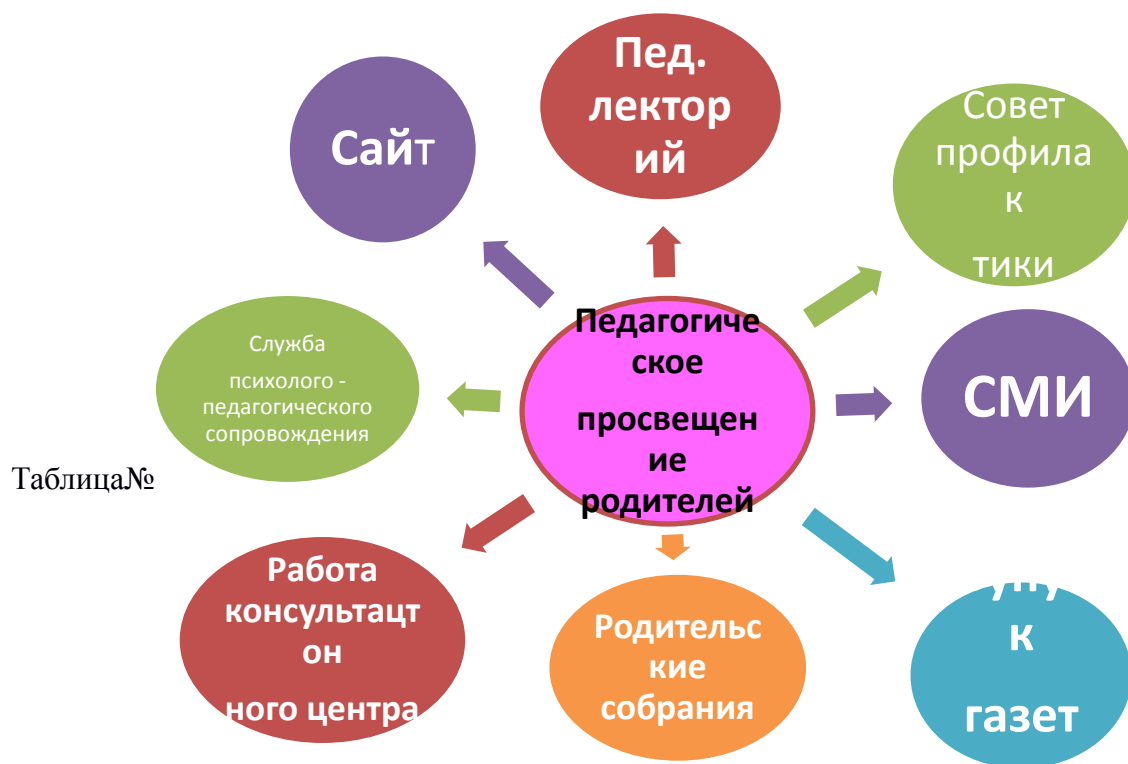 Пед.
лектор
ий
Сайт
Совет
профила
к
тики
Педагогиче
ское
просвещен
ие
родителей
Служба
психолого -
педагогического
сопровождения
СМИ
Таблица№
Работа
консультацт
он
ного центра
Родительс
кие
собрания
к
газет